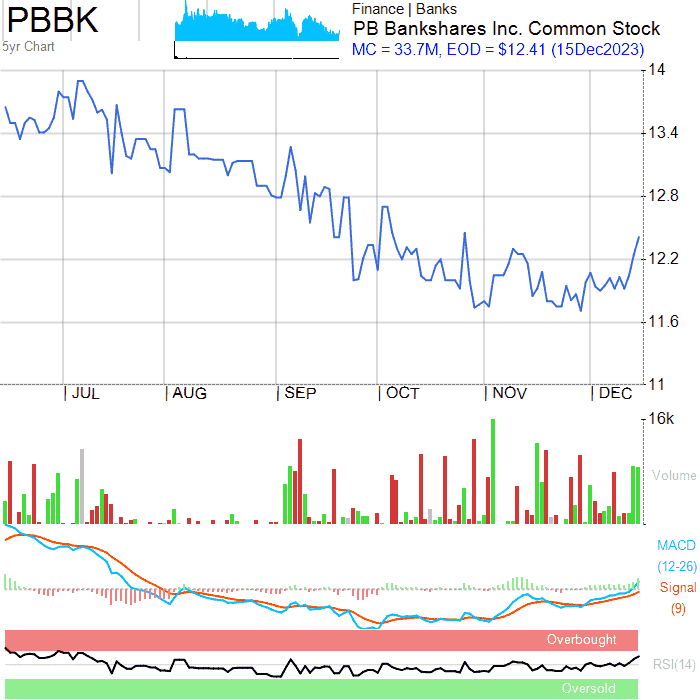 PBBK
5yr Chart
Finance | Banks
PB Bankshares Inc. Common Stock
MC = 33.7M, EOD = $12.41 (15Dec2023)
14
13.4
12.8
12.2
11.6
11
JUL AUG SEP OCT NOV DEC
16k
Volume
MACD
(12-26)
Signal
(9)
Overbought
RSI(14)
Oversold